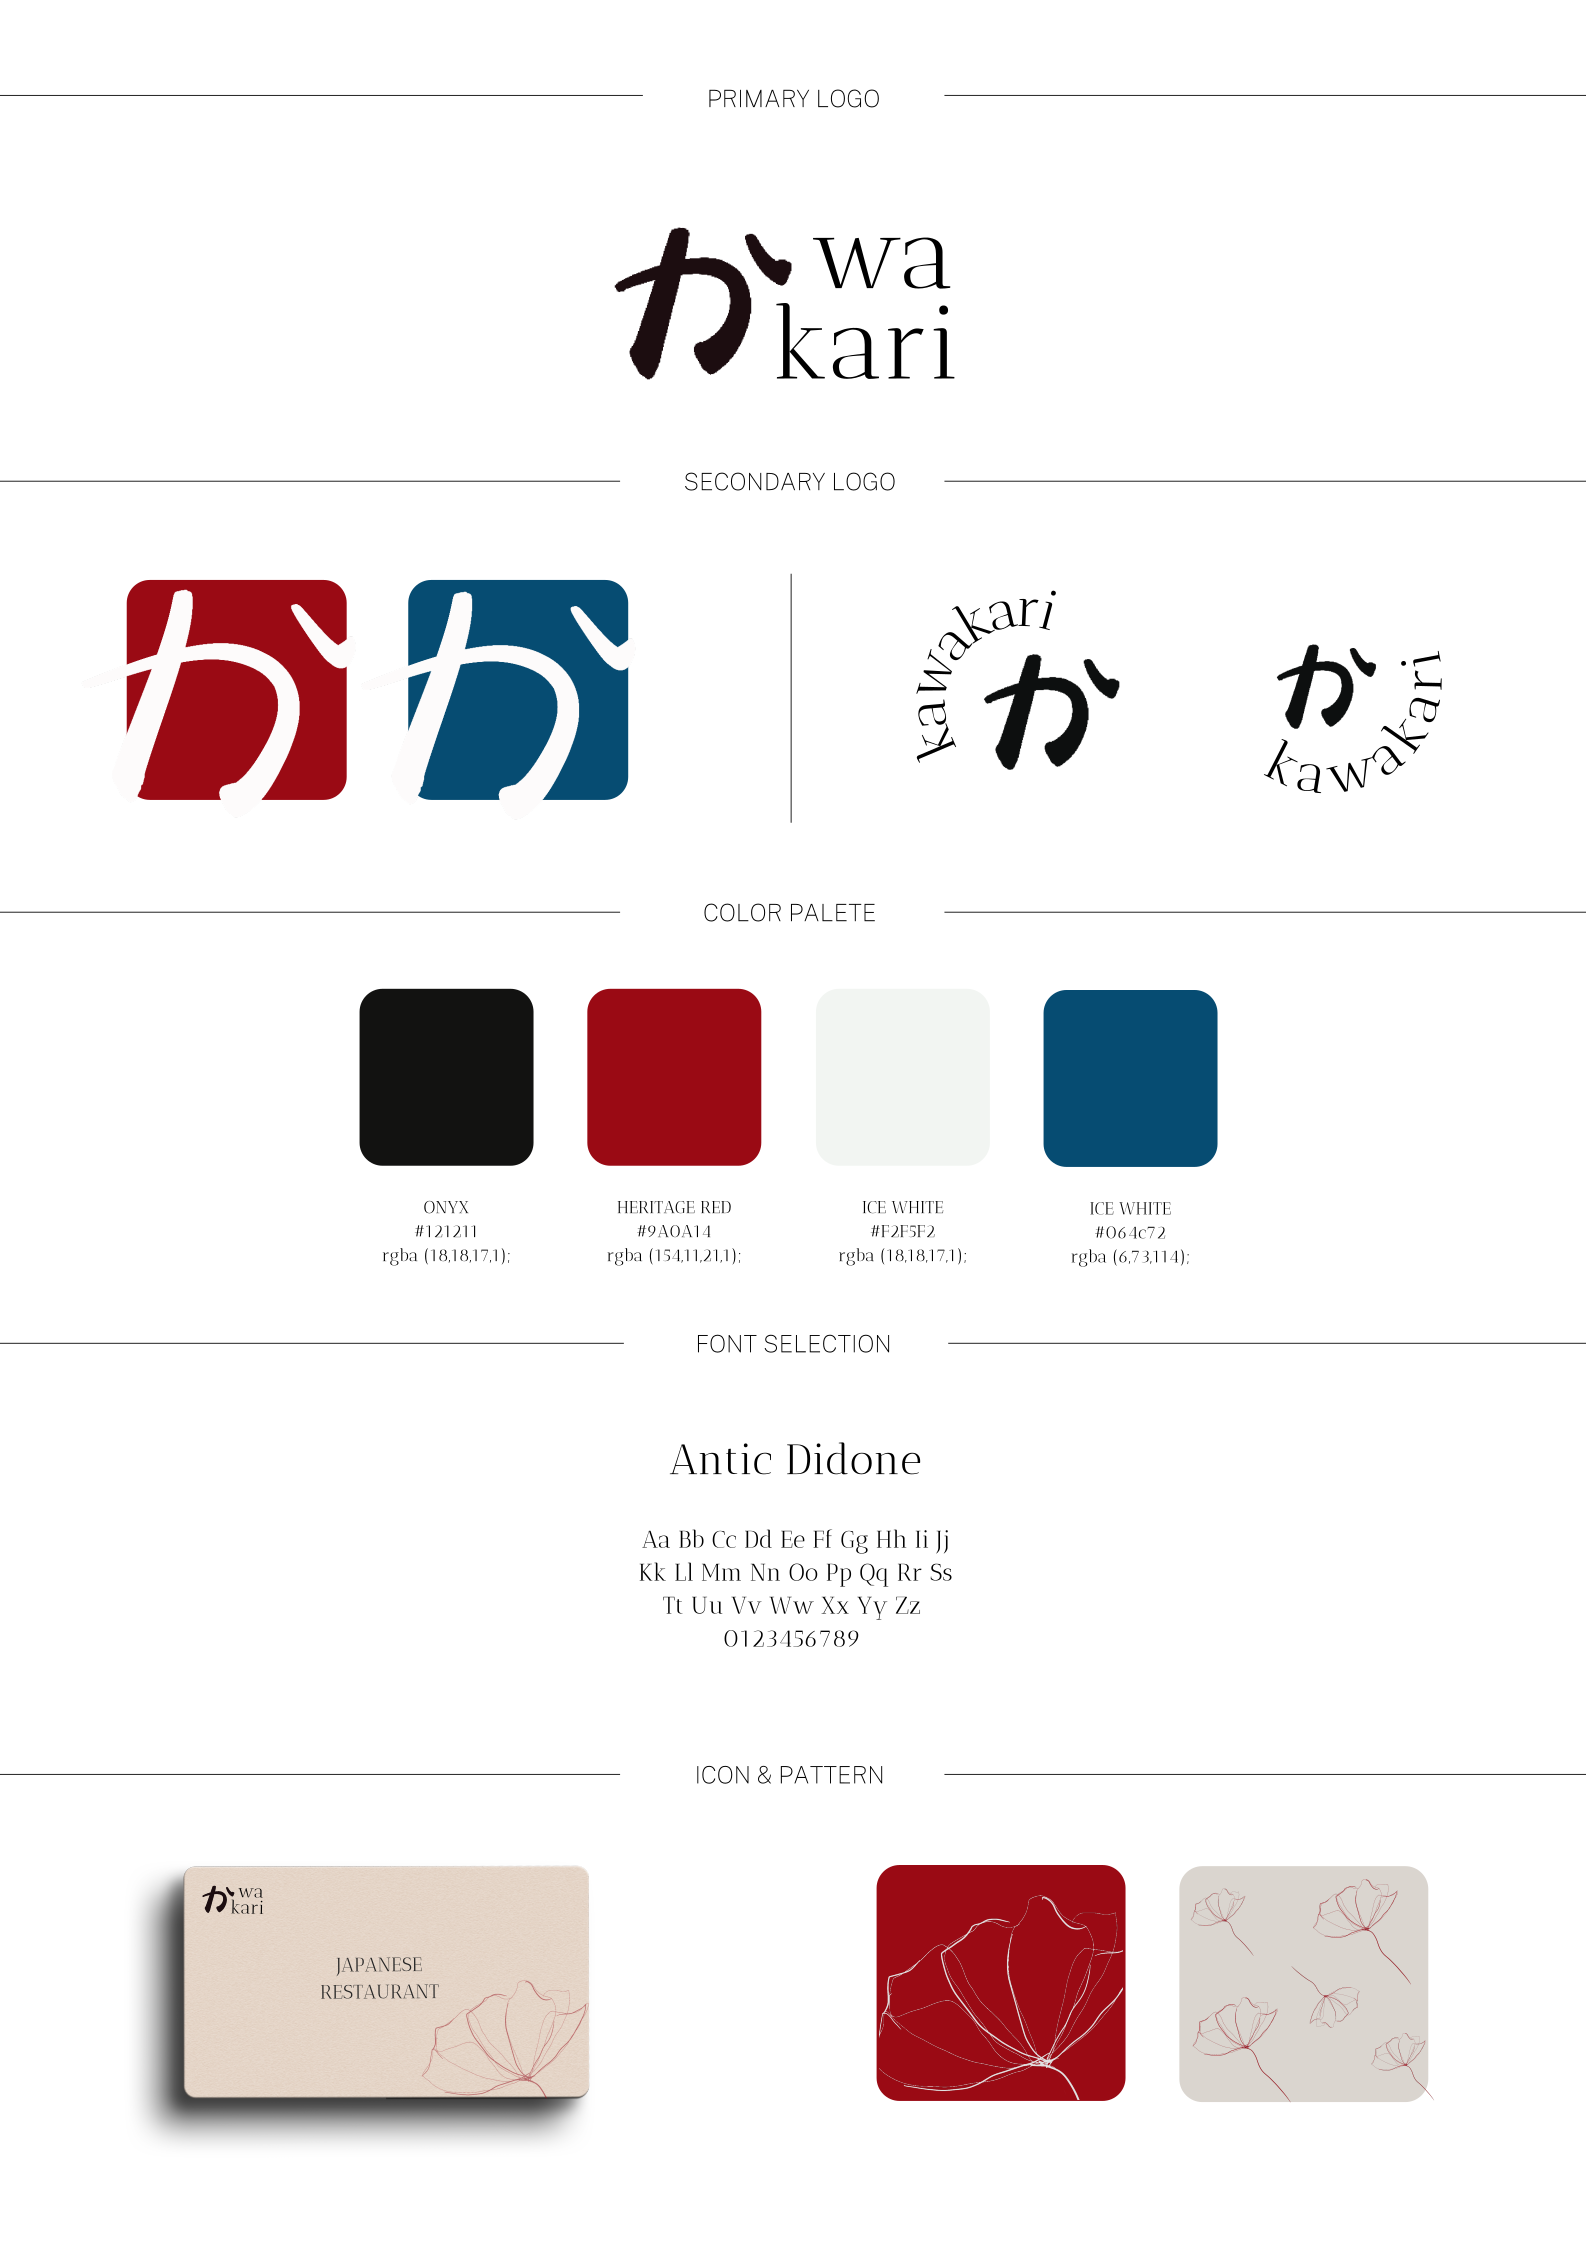 PRIMARY LOGO
か wa
kari
SECONDARY LOGO
か
か
kawakari
か
か
kawakari
COLOR PALETE
ONYX
#121211
rgba (18,18,17,1);
HERITAGE RED
#9A0A14
rgba (154,11,21,1);
ICE WHITE
#F2F5F2
rgba (18,18,17,1);
ICE WHITE
#064c72
rgba (6,73,114);
FONT SELECTION
Antic Didone
Aa Bb Cc Dd Ee Ff Gg Hh Ii Jj
Kk Ll Mm Nn Oo Pp Qq Rr Ss
Tt Uu Vv Ww Xx Yy Zz
0123456789
ICON & PATTERN
か wa
kari
JAPANESE
RESTAURANT